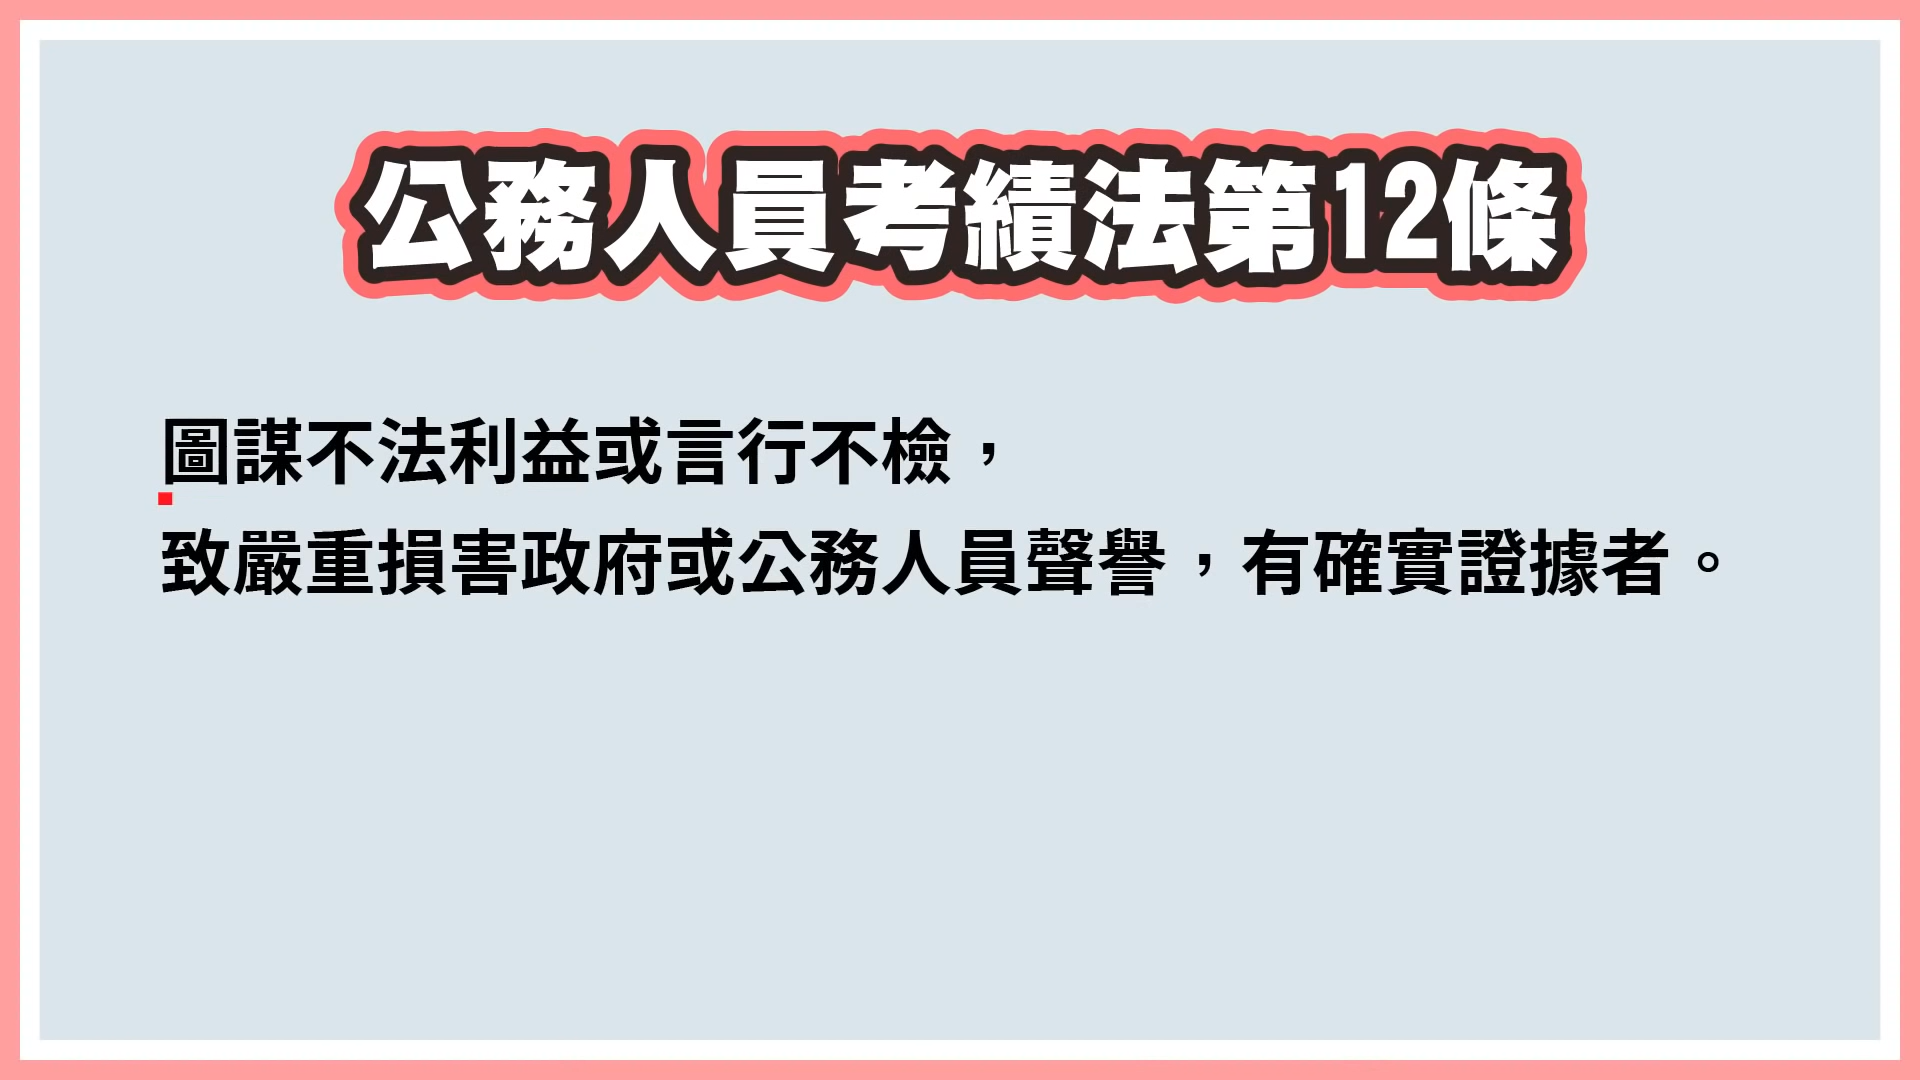 公務人員考績法第12條
圖謀不法利益或言行不檢，
致嚴重損害政府或公務人員聲譽，有確實證據者。